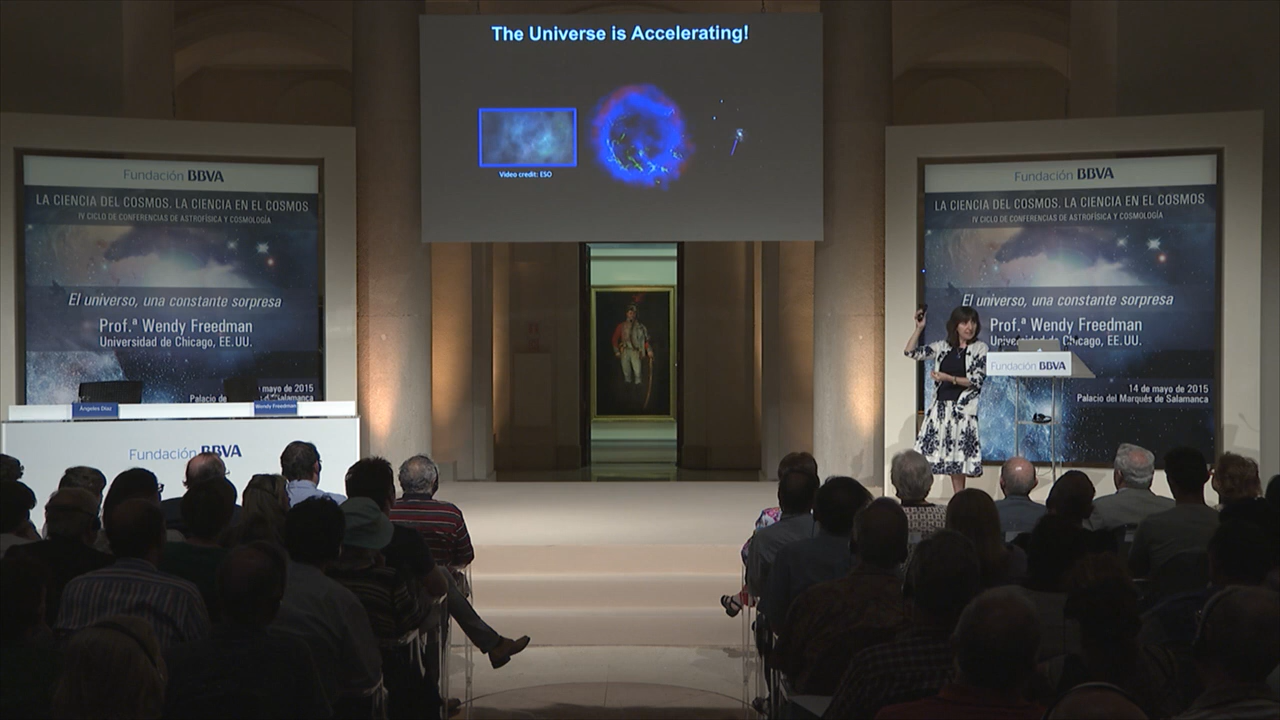 The Universe is Accelerating!
Video credit: ESO
Fundación BBVA
LA CIENCIA DEL COSMOS. LA CIENCIA EN EL COSMOS
IV CICLO DE CONFERENCIAS DE ASTROFÍSICA Y COSMOLOGÍA
El universo, una constante sorpresa
Prof.ª Wendy Freedman
Universidad de Chicago, EE.UU.
mayo de 2015
Ángeles Díaz
Wendy Freedman
Fundación BBVA
Fundación BBVA
LA CIENCIA DEL COSMOS. LA CIENCIA EN EL COSMOS
IV CICLO DE CONFERENCIAS DE ASTROFÍSICA Y COSMOLOGÍA
El universo, una constante sorpresa
Prof.ª Wendy Freedman
Universidad de Chicago, EE.UU.
Fundación BBVA
14 de mayo de 2015
Palacio del Marqués de Salamanca